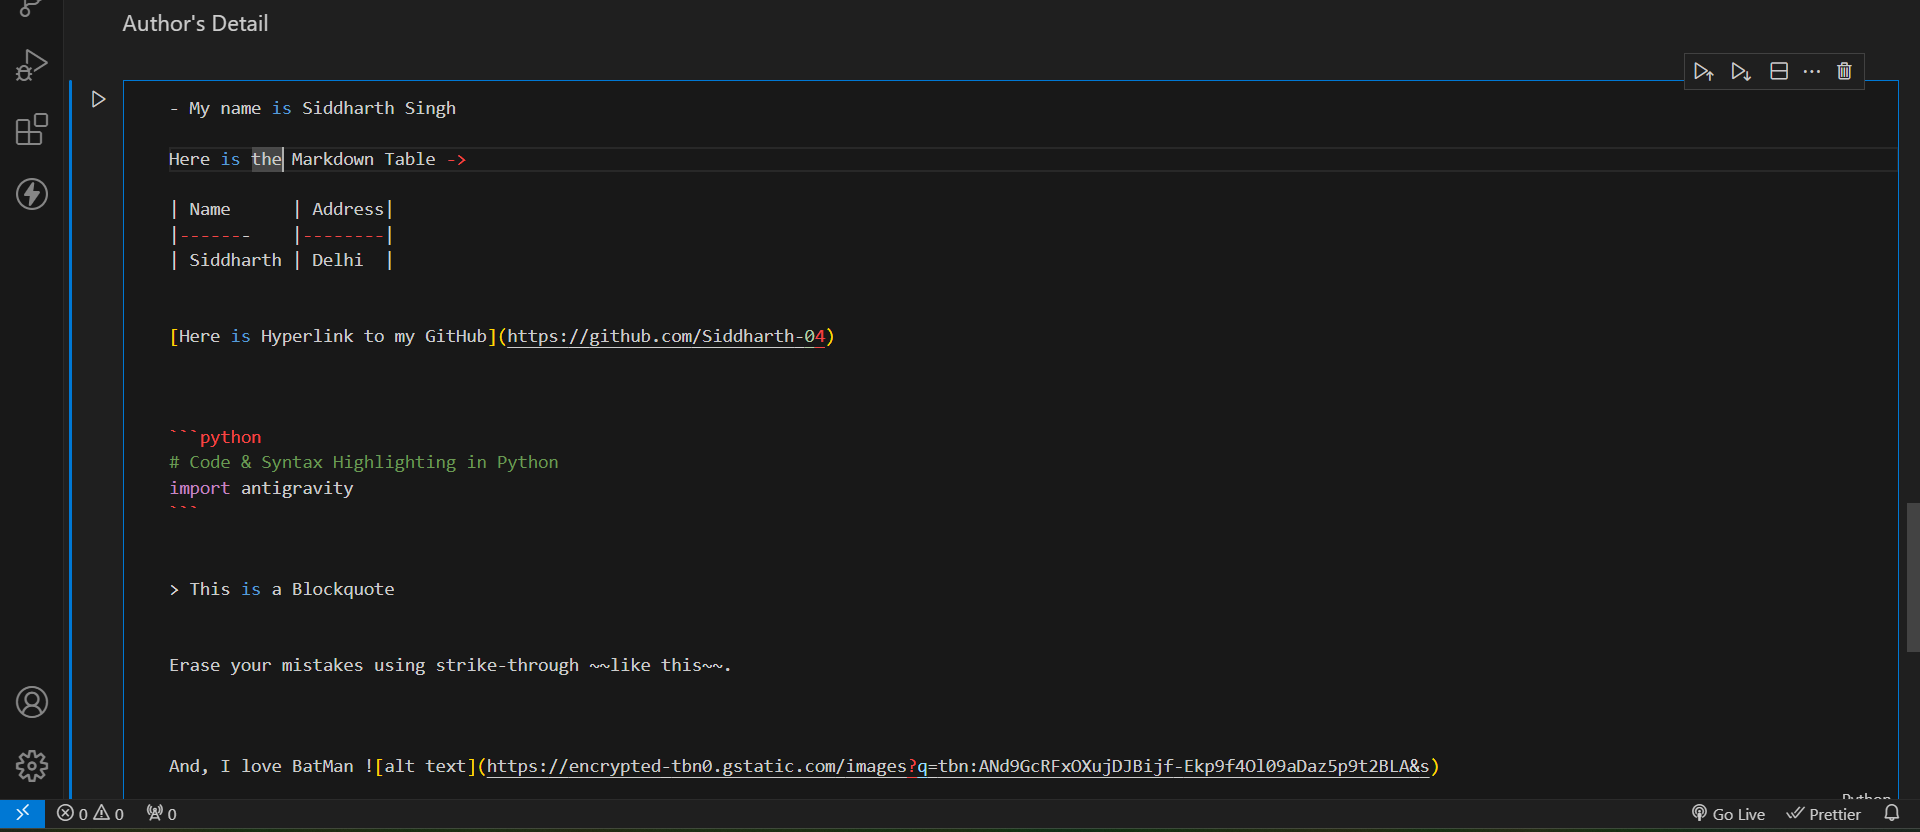 Author's Detail
- My name is Siddharth Singh
Here is the Markdown Table ->
| Name      | Address|
|-------    |--------|
| Siddharth | Delhi  |
[Here is Hyperlink to my GitHub](https://github.com/Siddharth-04)
```python
# Code & Syntax Highlighting in Python
import antigravity
```
> This is a Blockquote
Erase your mistakes using strike-through ~~like this~~.
And, I love BatMan ![alt text](https://encrypted-tbn0.gstatic.com/images?q=tbn:ANd9GcRFxOXujDJBijf-Ekp9f4Ol09aDaz5p9t2BLA&s)
Python
0 0 0 Go Live Prettier